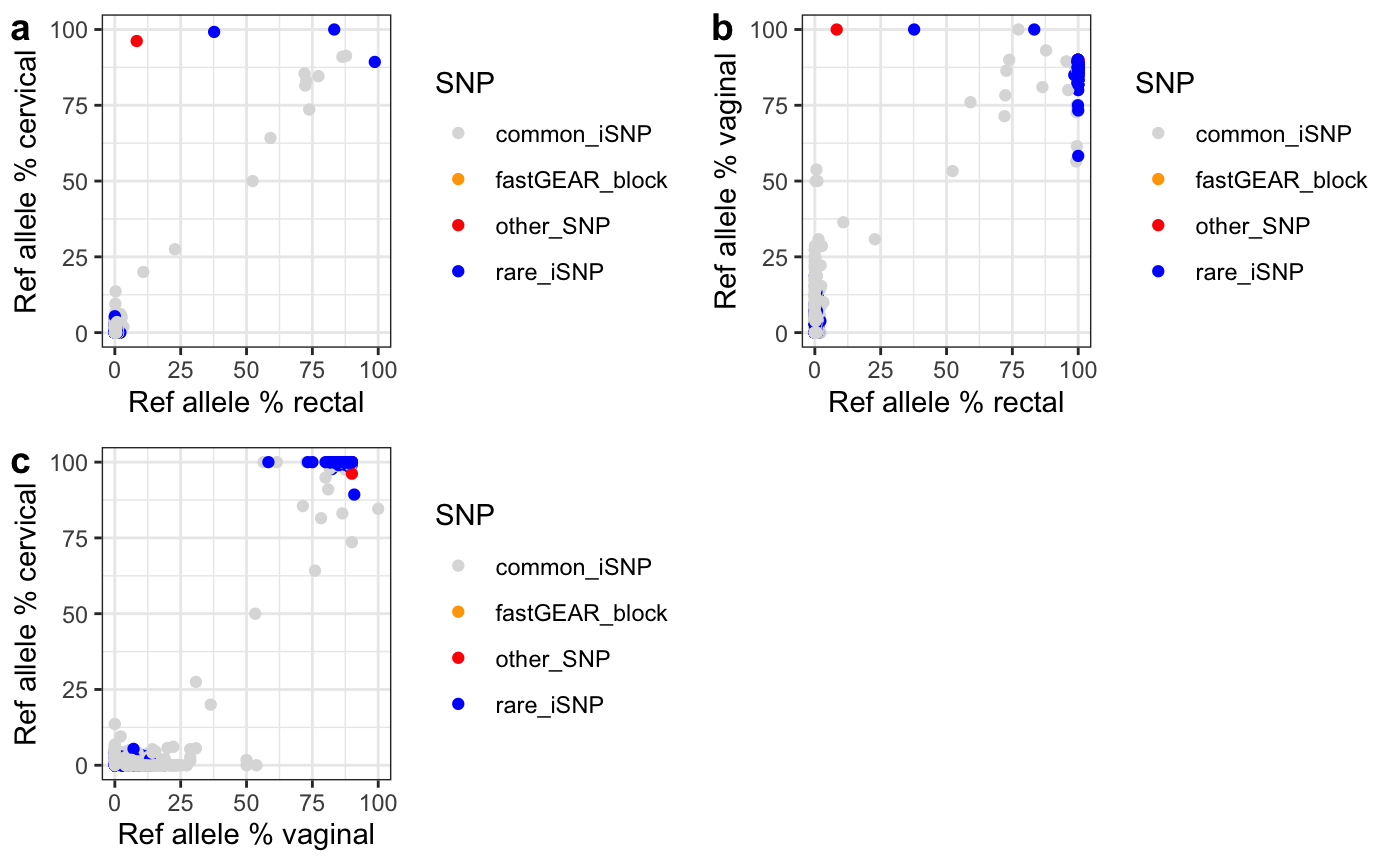 a
100
75
50
25
0
Ref allele % cervical
0 25 50 75 100
Ref allele % rectal
SNP
common_iSNP
fastGEAR_block
other_SNP
rare_iSNP
b
100
75
50
25
0
Ref allele % vaginal
0 25 50 75 100
Ref allele % rectal
SNP
common_iSNP
fastGEAR_block
other_SNP
rare_iSNP
c
100
75
50
25
0
Ref allele % cervical
0 25 50 75 100
Ref allele % vaginal
SNP
common_iSNP
fastGEAR_block
other_SNP
rare_iSNP